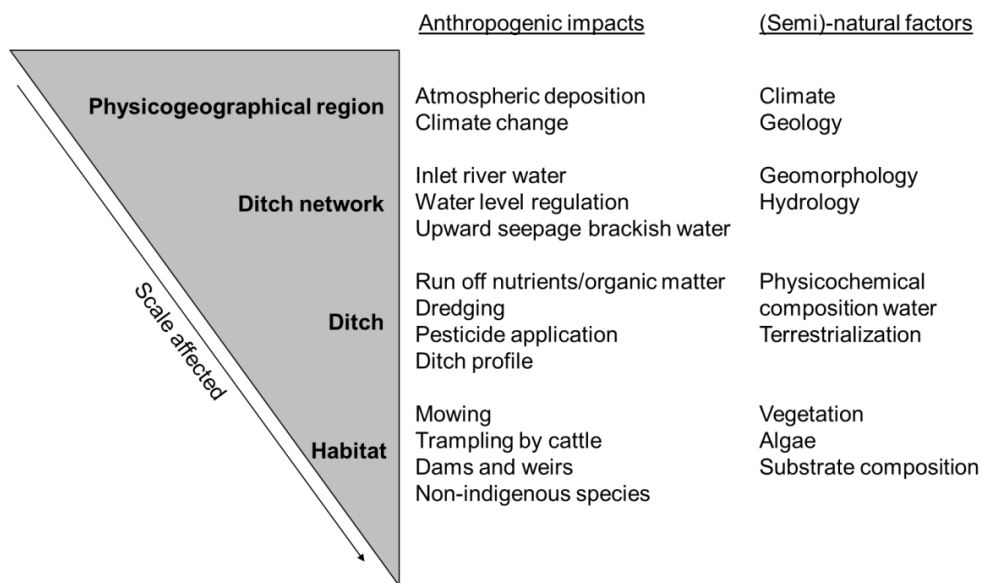 Anthropogenic impacts
(Semi)-natural factors
Physicogeographical region
Atmospheric deposition
Climate change
Climate
Geology
Ditch network
Inlet river water
Water level regulation
Upward seepage brackish water
Geomorphology
Hydrology
Ditch
Run off nutrients/organic matter
Dredging
Pesticide application
Ditch profile
Physicochemical
composition water
Terrestrialization
Habitat
Mowing
Trampling by cattle
Dams and weirs
Non-indigenous species
Vegetation
Algae
Substrate composition
Scale affected